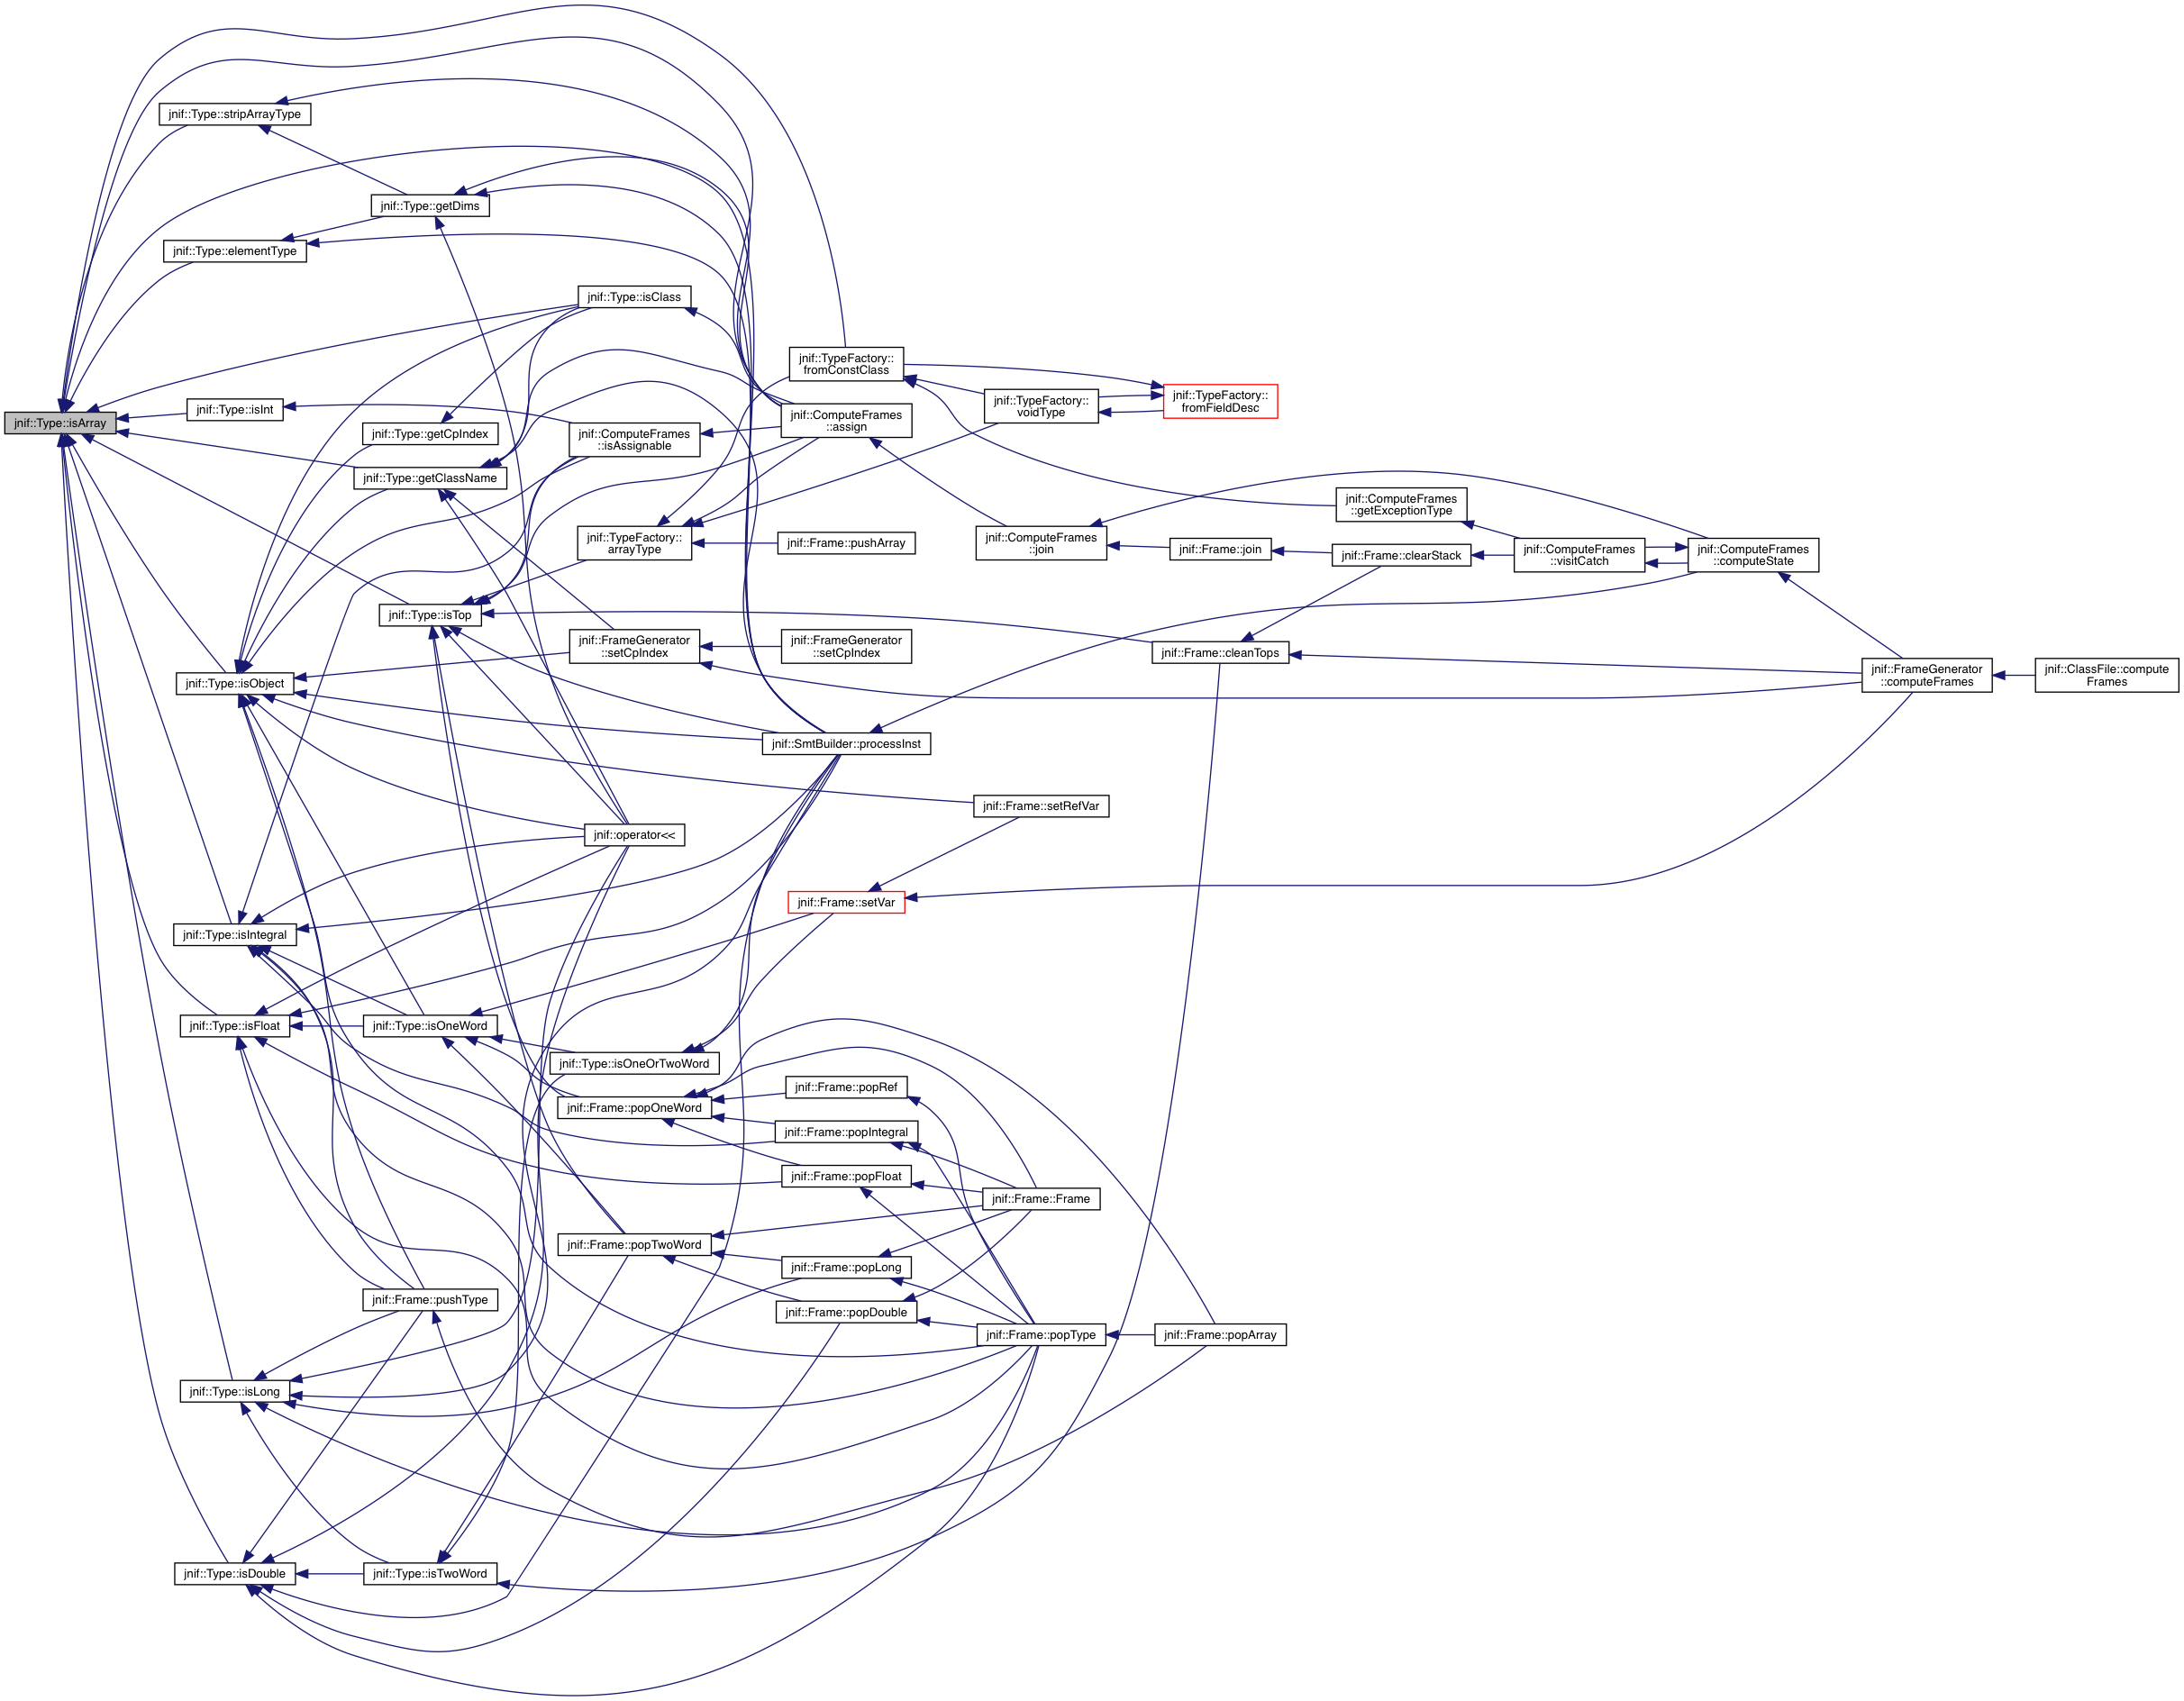 jnif::Type::isArray
jnif::Type::stripArrayType
jnif::Type::elementType
jnif::Type::isInt
jnif::Type::isObject
jnif::Type::isIntegral
jnif::Type::isFloat
jnif::Type::isLong
jnif::Type::isDouble
jnif::Type::getDims
jnif::Type::getCpIndex
jnif::Type::getClassName
jnif::Type::isTop
jnif::Type::isOneWord
jnif::Frame::pushType
jnif::Type::isTwoWord
jnif::Type::isClass
jnif::ComputeFrames
::isAssignable
jnif::TypeFactory::
arrayType
jnif::FrameGenerator
::setCpIndex
jnif::operator<<
jnif::Type::isOneOrTwoWord
jnif::Frame::popOneWord
jnif::Frame::popTwoWord
jnif::TypeFactory::
fromConstClass
jnif::ComputeFrames
::assign
jnif::Frame::pushArray
jnif::FrameGenerator
::setCpIndex
jnif::SmtBuilder::processInst
jnif::Frame::setVar
jnif::Frame::popRef
jnif::Frame::popIntegral
jnif::Frame::popFloat
jnif::Frame::popLong
jnif::Frame::popDouble
jnif::TypeFactory::
voidType
jnif::ComputeFrames
::join
jnif::Frame::setRefVar
jnif::Frame::Frame
jnif::Frame::popType
jnif::TypeFactory::
fromFieldDesc
jnif::Frame::join
jnif::Frame::cleanTops
jnif::Frame::popArray
jnif::ComputeFrames
::getExceptionType
jnif::Frame::clearStack
jnif::ComputeFrames
::visitCatch
jnif::ComputeFrames
::computeState
jnif::FrameGenerator
::computeFrames
jnif::ClassFile::compute
Frames